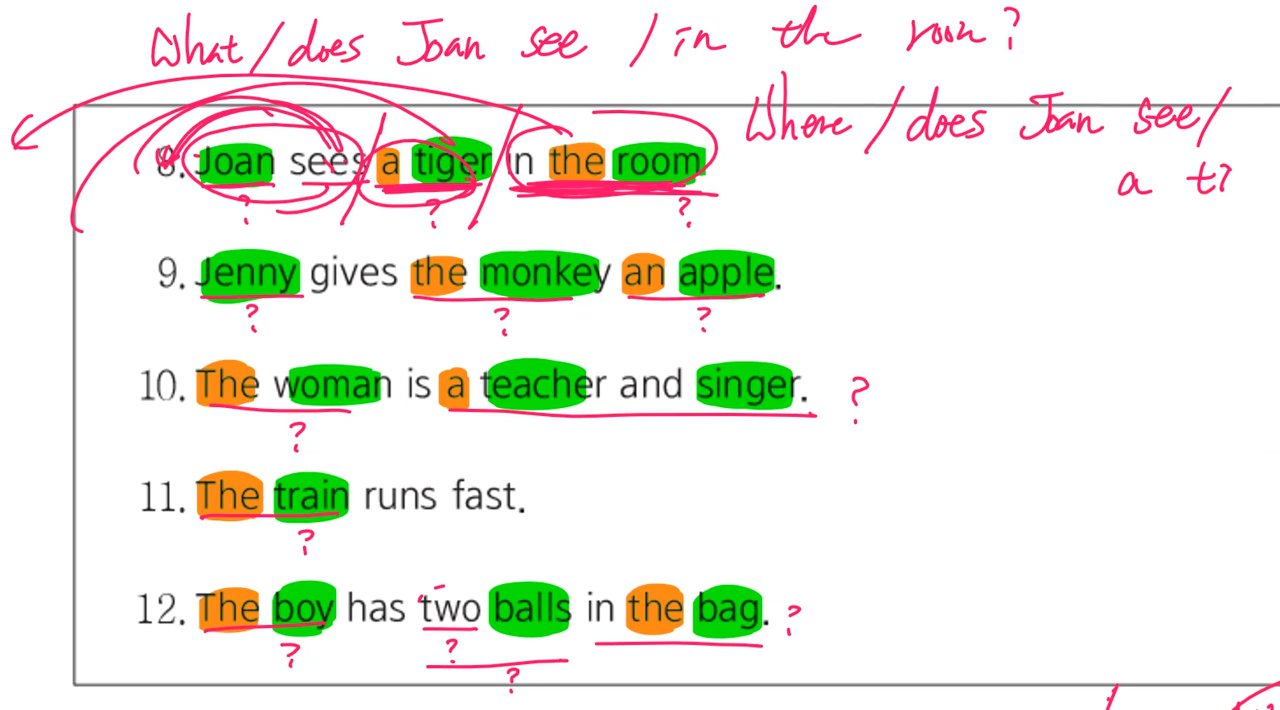 What / does Joan see / in the room?
Where / does Joan see /
a t?
8. Joan sees / a tiger / in the room.
? ? ?
9. Jenny gives the monkey an apple.
? ? ?
10. The woman is a teacher and singer. ?
?
11. The train runs fast.
?
12. The boy has two balls in the bag. ?
? ?
?